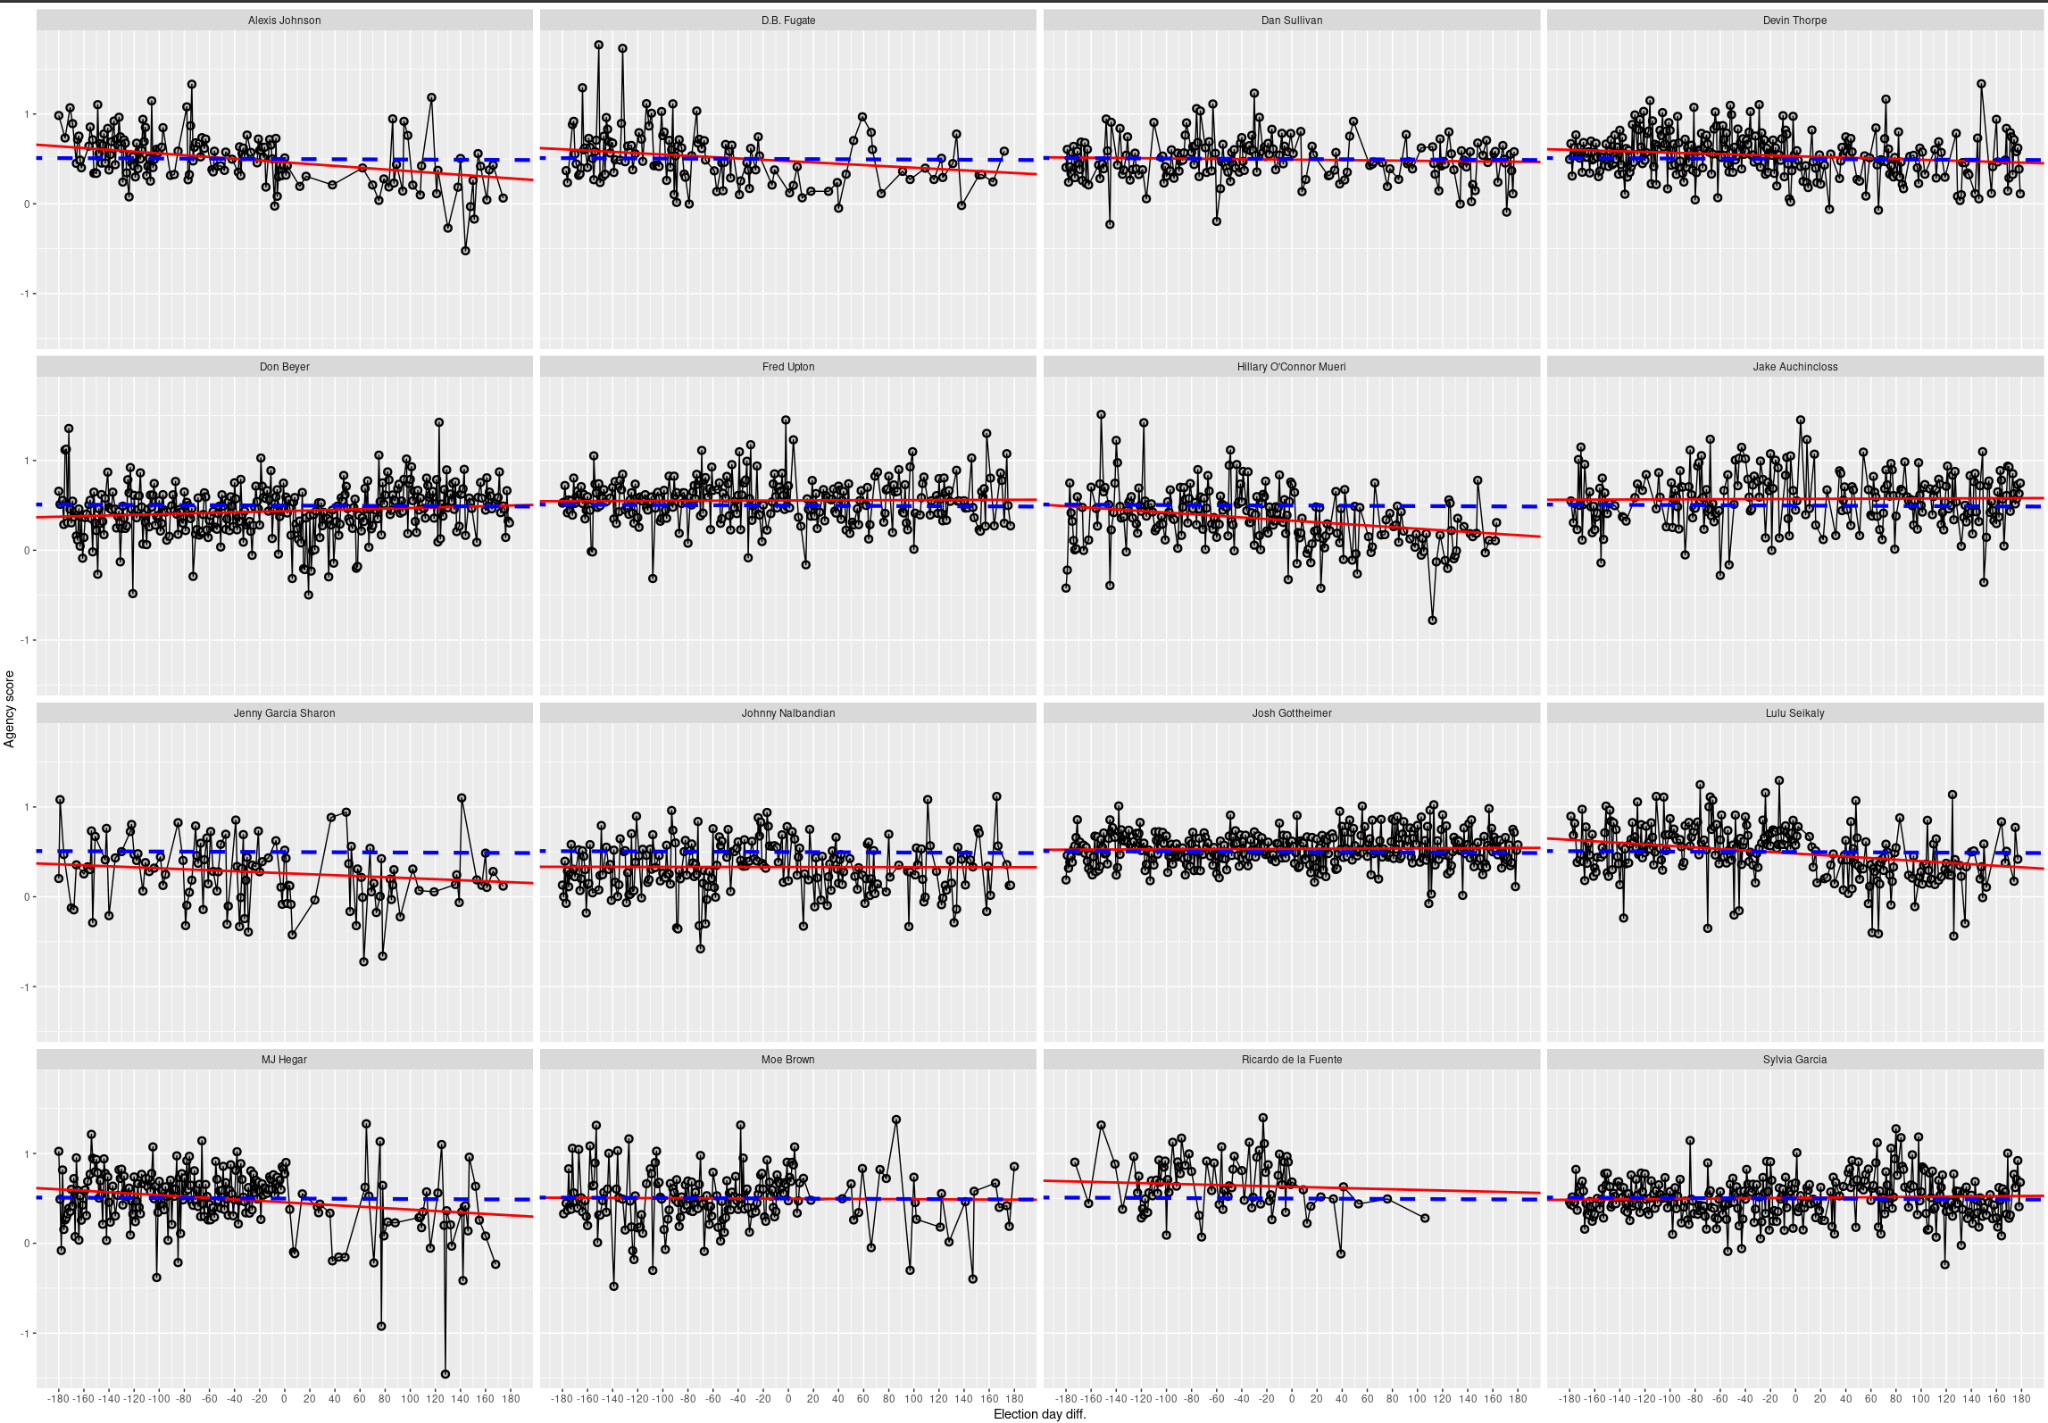 Alexis Johnson
D.B. Fugate
Dan Sullivan
Devin Thorpe
1
0
-1
Don Beyer
Fred Upton
Hillary O'Connor Mueri
Jake Auchincloss
1
0
-1
Agency score
Jenny Garcia Sharon
Johnny Nalbandian
Josh Gottheimer
Lulu Seikaly
1
0
-1
MJ Hegar
Moe Brown
Ricardo de la Fuente
Sylvia Garcia
1
0
-1
-180 -160 -140 -120 -100 -80 -60 -40 -20 0 20 40 60 80 100 120 140 160 180
-180 -160 -140 -120 -100 -80 -60 -40 -20 0 20 40 60 80 100 120 140 160 180
-180 -160 -140 -120 -100 -80 -60 -40 -20 0 20 40 60 80 100 120 140 160 180
-180 -160 -140 -120 -100 -80 -60 -40 -20 0 20 40 60 80 100 120 140 160 180
Election day diff.